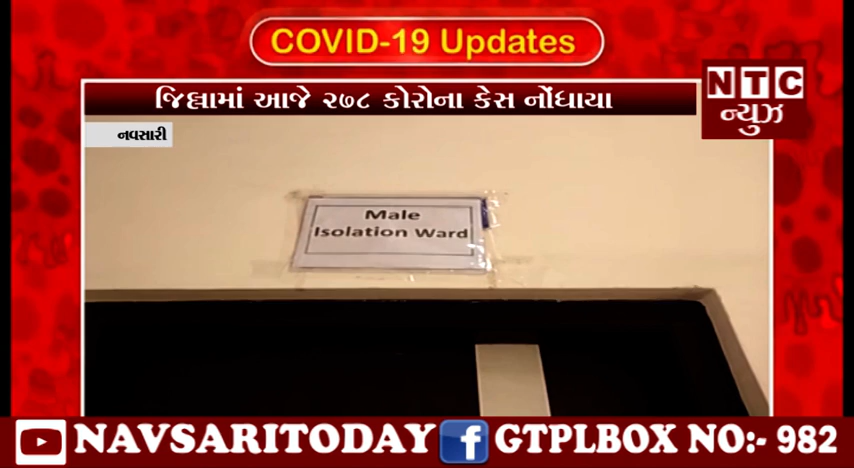 COVID-19 Updates
જિલ્લામાં આજે ૨૭૮ કોરોના કેસ નોંધાયા
NTC
ન્યુઝ
નવસારી
Male
Isolation Ward
NAVSARITODAY GTPLBOX NO:- 982